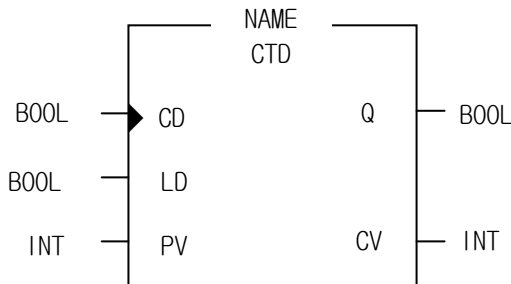 NAME
CTD
BOOL CD Q BOOL
BOOL LD
INT PV CV INT